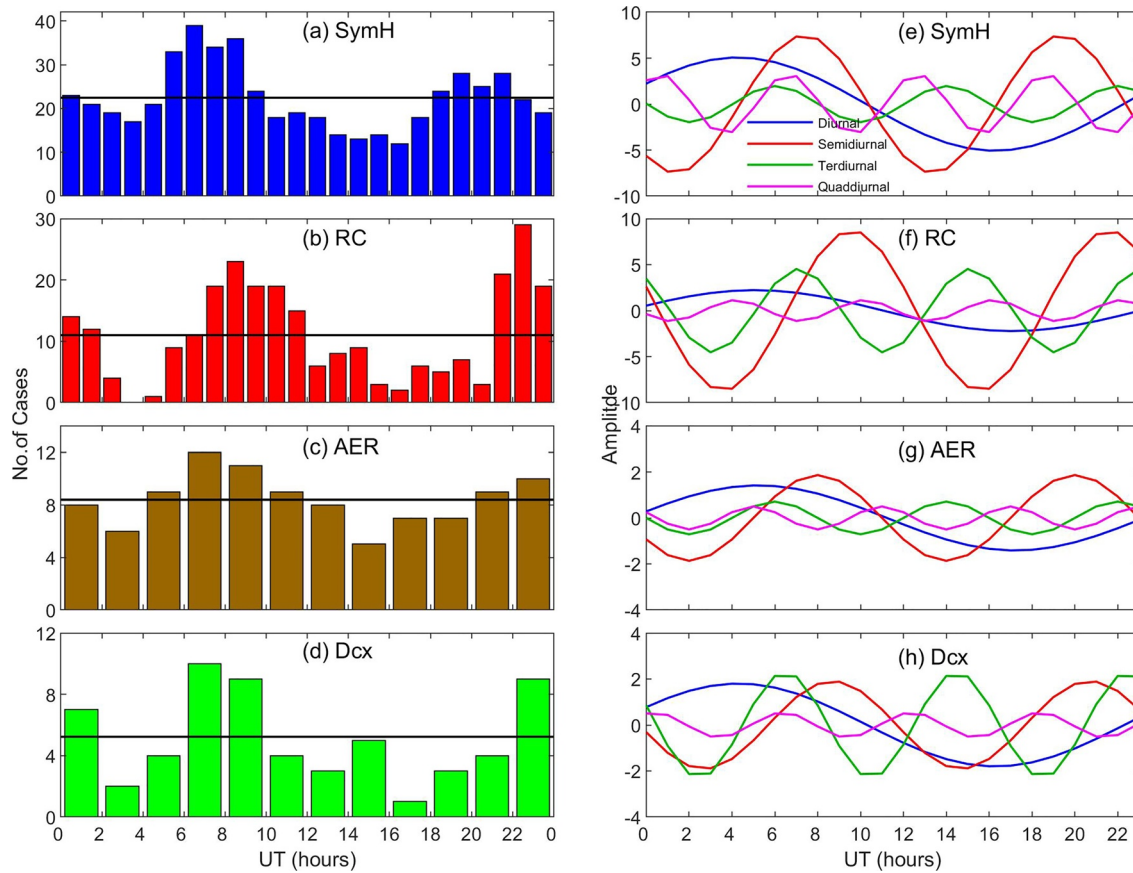 (a) SymH
40
30
20
10
0
(b) RC
30
20
10
0
(c) AER
12
8
4
0
(d) Dcx
12
8
4
0
0 2 4 6 8 10 12 14 16 18 20 22 0
UT (hours)
No.of Cases
(e) SymH
10
5
0
-5
-10
Diurnal
Semidiurnal
Terdiurnal
Quaddiurnal
(f) RC
10
5
0
-5
10
(g) AER
4
2
0
-2
-4
(h) Dcx
4
2
0
-2
-4
0 2 4 6 8 10 12 14 16 18 20 22
UT (hours)
Amplitde